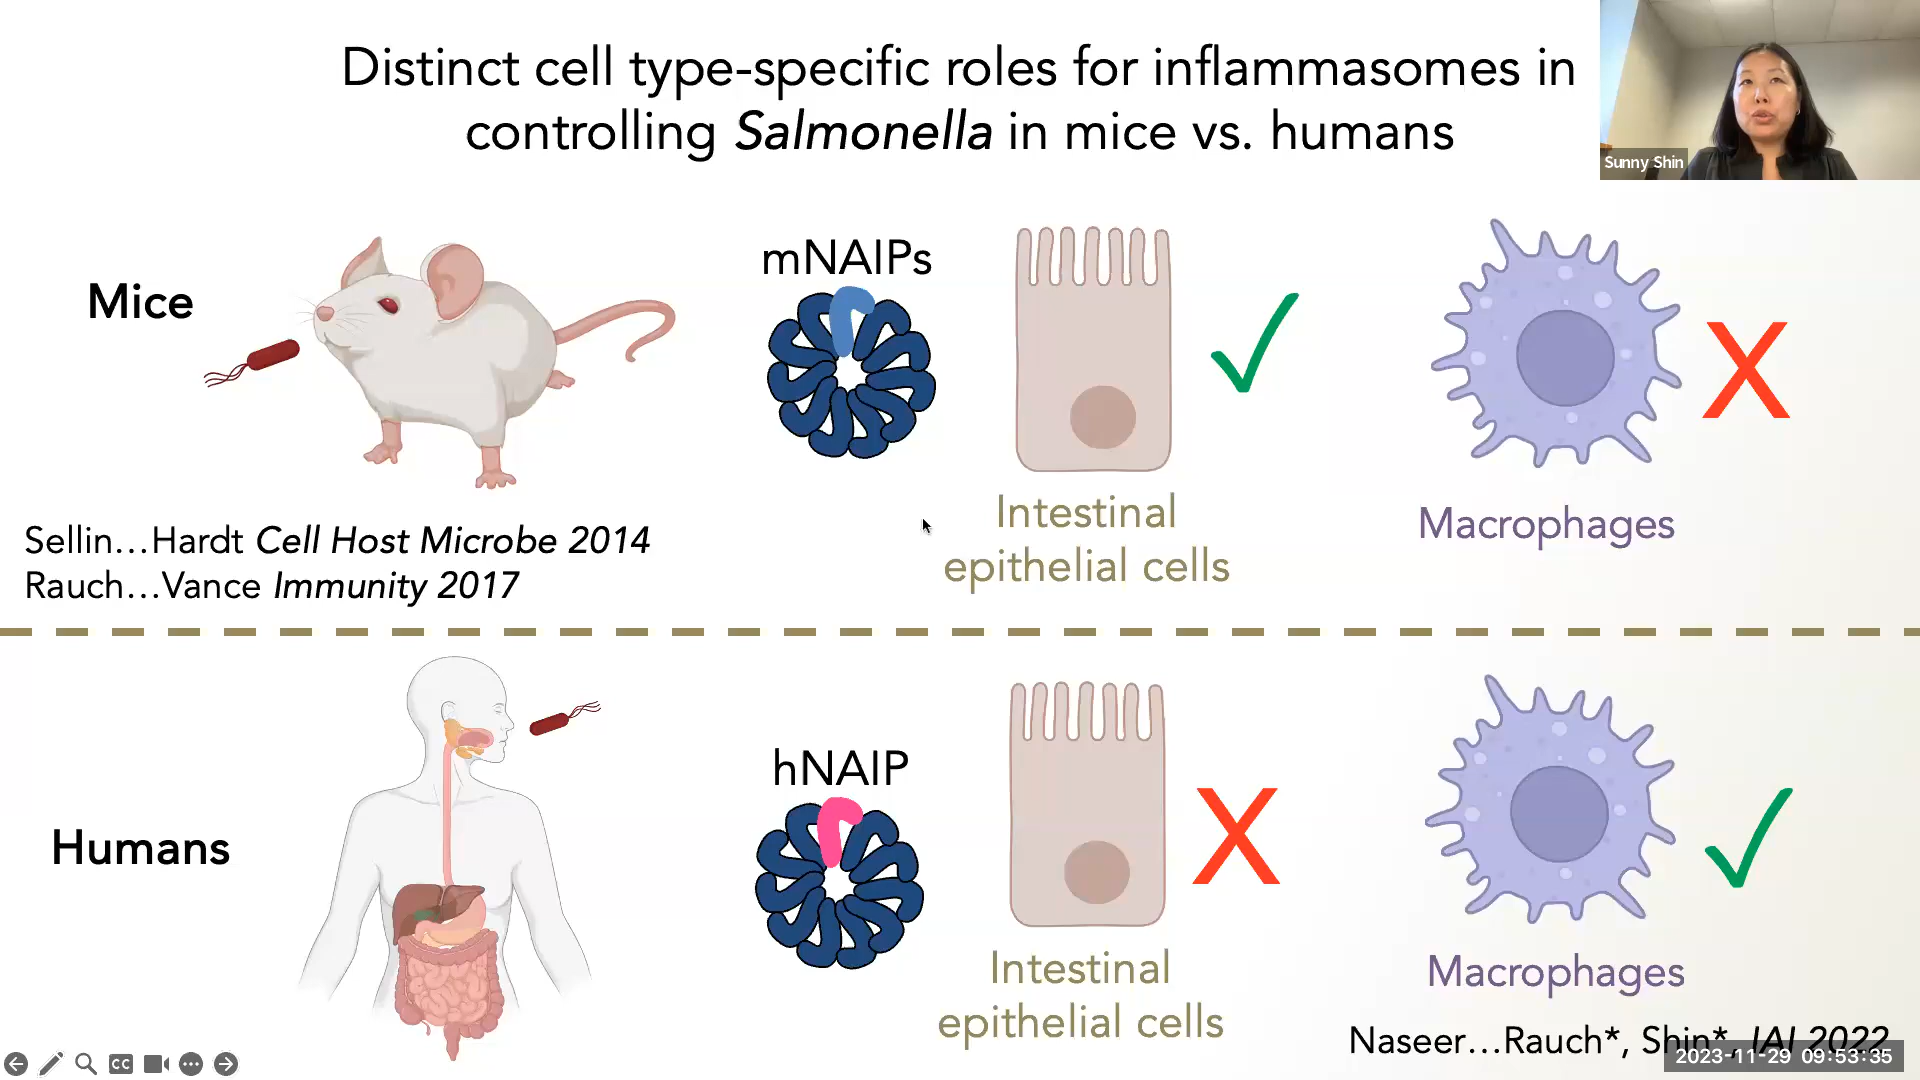 Distinct cell type-specific roles for inflammasomes in
controlling Salmonella in mice vs. humans
Sunny Shin
Mice
mNAIPs
X
Intestinal
epithelial cells
Macrophages
Sellin...Hardt Cell Host Microbe 2014
Rauch...Vance Immunity 2017
Humans
hNAIP
X
Intestinal
epithelial cells
Macrophages
Naseer...Rauch*, Shin*, IAI 2022
CC
2023-11-29 09:53:35